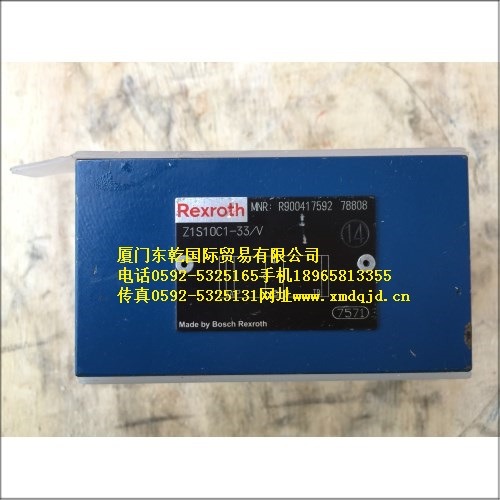 Rexroth MNR: R900417592 78808
Z1S10C1-33/V
14
厦门东乾国际贸易有限公司
电话0592-5325165手机18965813355
传真0592-5325131网址www.xmdqjd.cn
TB
7571
Made by Bosch Rexroth